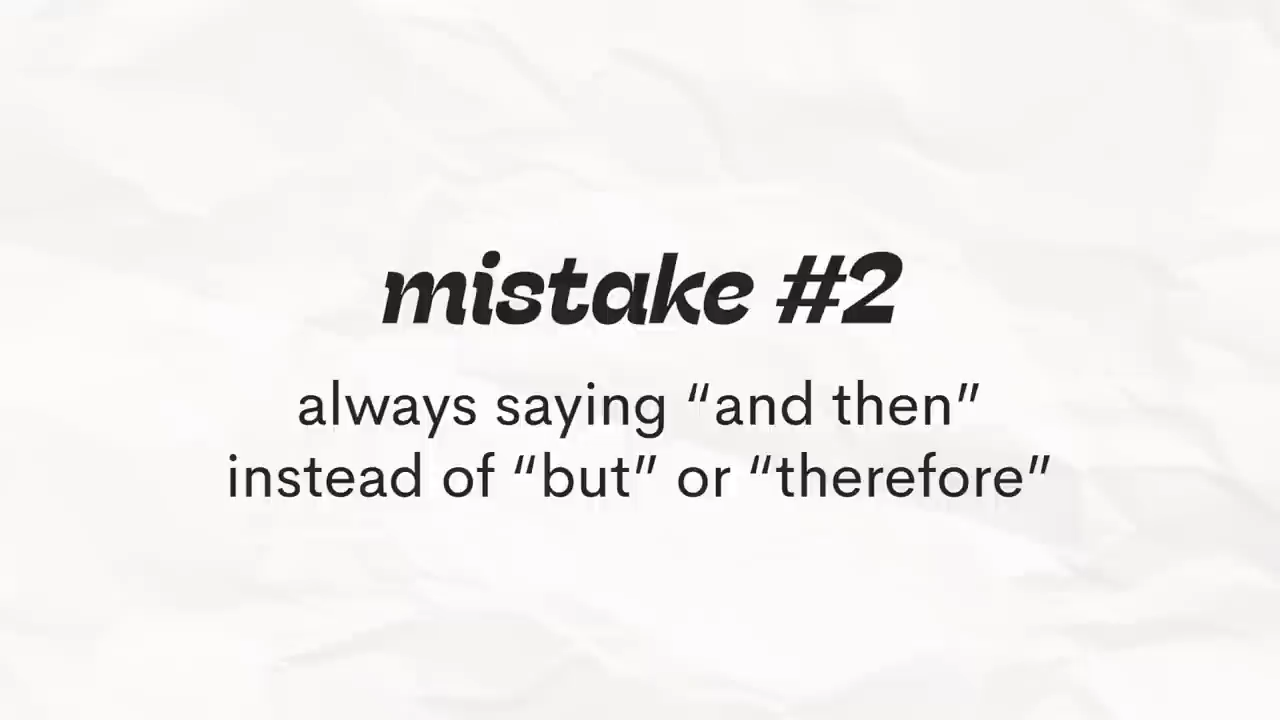 mistake #2
always saying “and then”
instead of “but” or “therefore”